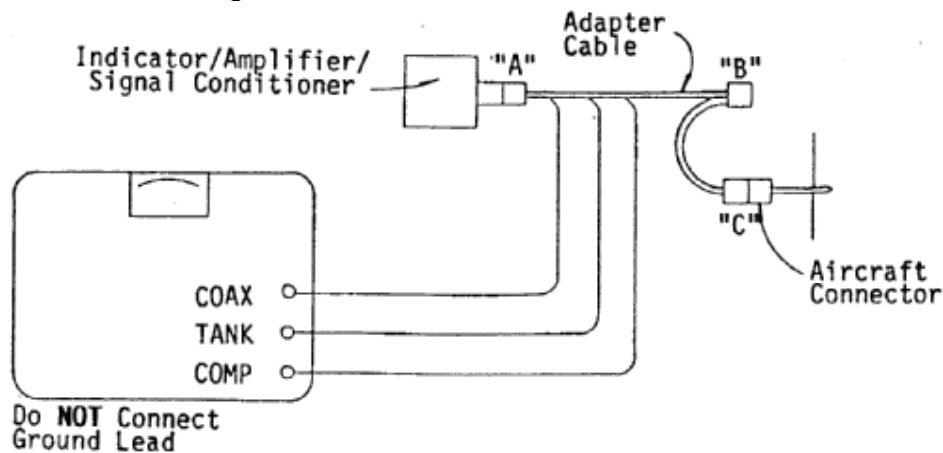 Adapter
Cable
Indicator/Amplifier/
Signal Conditioner
"A"
"B"
"C"
Aircraft
Connector
COAX
TANK
COMP
Do NOT Connect
Ground Lead